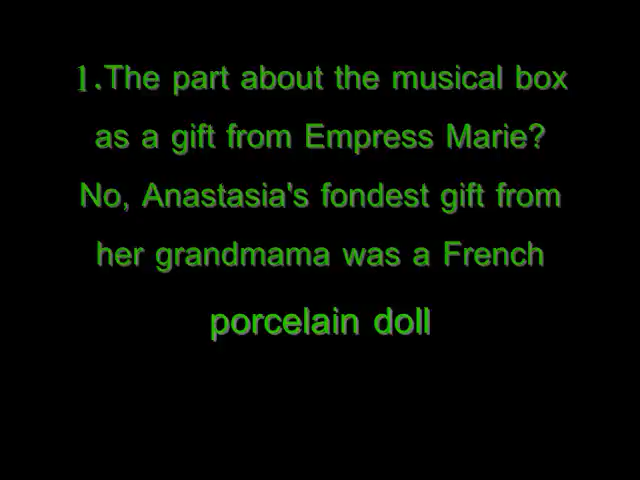 1.The part about the musical box
as a gift from Empress Marie?
No, Anastasia's fondest gift from
her grandmama was a French
porcelain doll